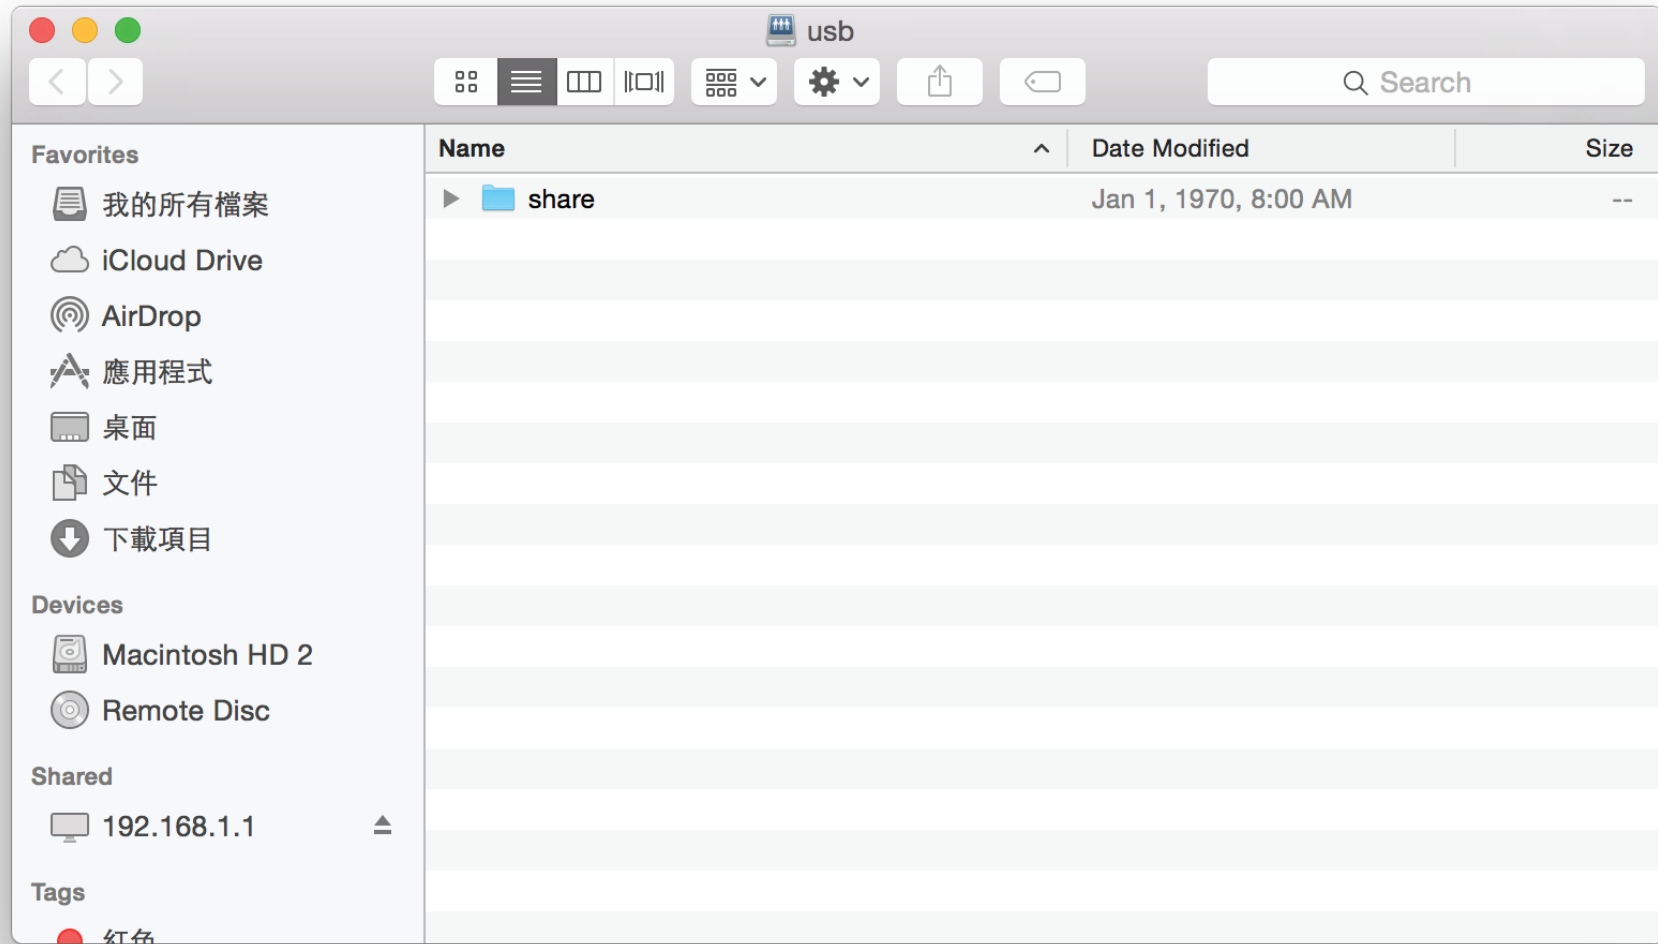 usb
Search
Favorites
我的所有檔案
iCloud Drive
AirDrop
應用程式
桌面
文件
下載項目
Devices
Macintosh HD 2
Remote Disc
Shared
192.168.1.1
Tags
紅色
Name Date Modified Size
share Jan 1, 1970, 8:00 AM --